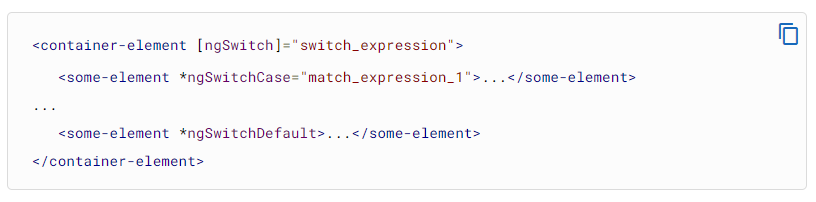 <container-element [ngSwitch]="switch_expression">
<some-element *ngSwitchCase="match_expression_1">...</some-element>
...
<some-element *ngSwitchDefault>...</some-element>
</container-element>